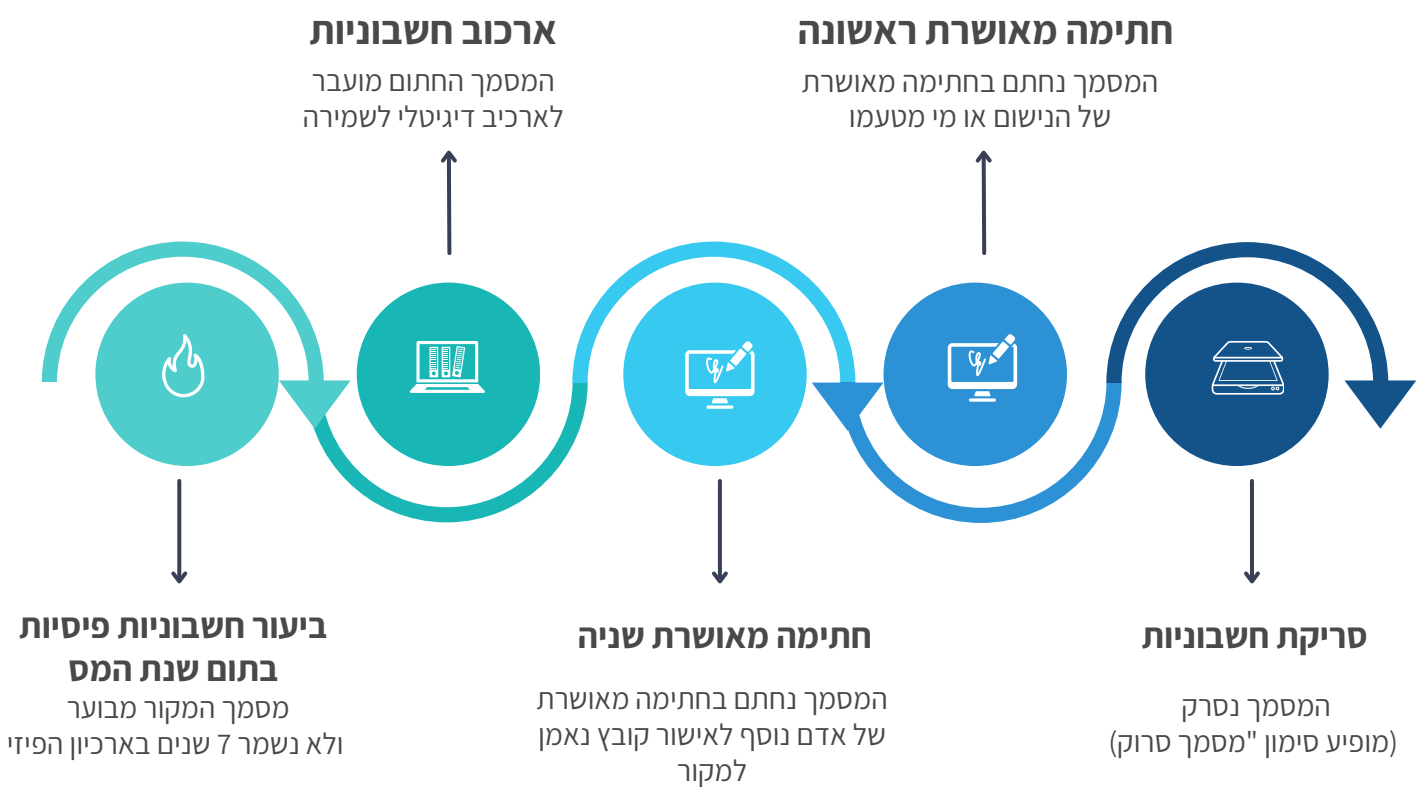 סריקת חשבוניות
המסמך נסרק
(מופיע סימון "מסמך סרוק)
חתימה מאושרת ראשונה
המסמך נחתם בחתימה מאושרת
של הנישום או מי מטעמו
חתימה מאושרת שניה
המסמך נחתם בחתימה מאושרת
של אדם נוסף לאישור קובץ נאמן
למקור
ארכוב חשבוניות
המסמך החתום מועבר
לארכיב דיגיטלי לשמירה
ביעור חשבוניות פיסיות
בתום שנת המס
מסמך המקור מבוער
ולא נשמר 7 שנים בארכיון הפיזי